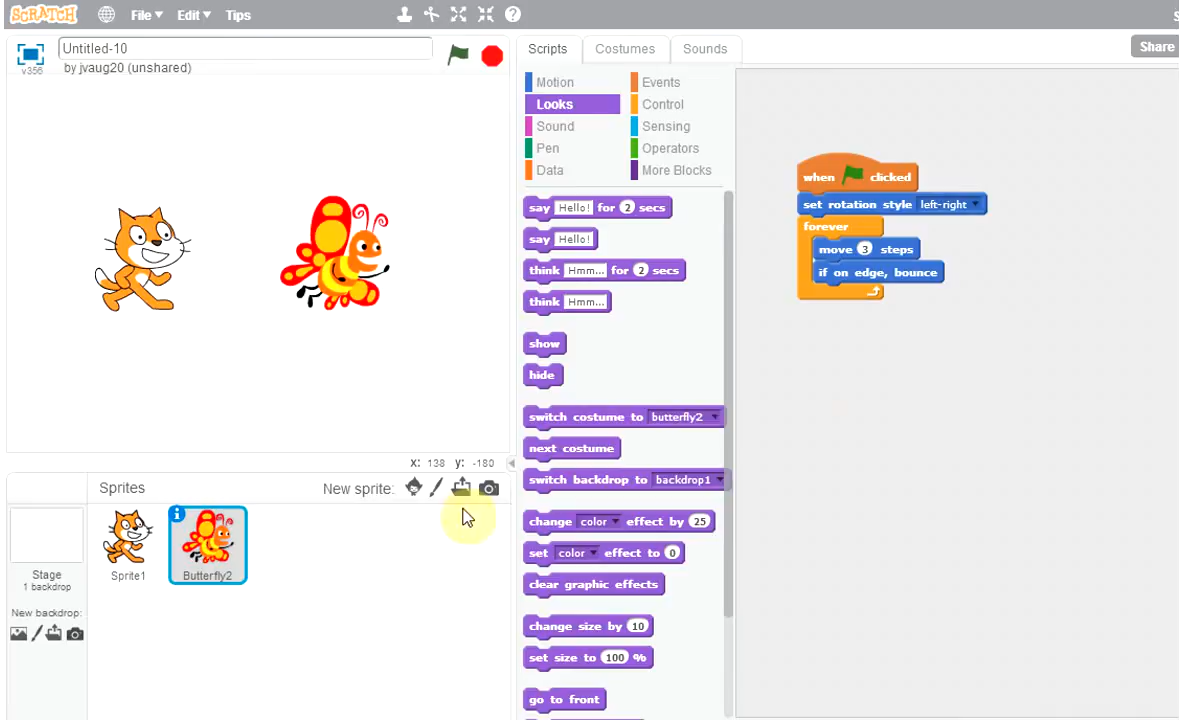 SCRATCH File Edit Tips
S
v356
Untitled-10
by jvaug20 (unshared)
x: 138 y: -180
Sprites New sprite:
Sprite1
Butterfly2
Stage
1 backdrop
New backdrop:
Scripts Costumes Sounds
Share
Motion Events
Looks Control
Sound Sensing
Pen Operators
Data More Blocks
say Hello! for 2 secs
say Hello!
think Hmm... for 2 secs
think Hmm...
show
hide
switch costume to butterfly2
next costume
switch backdrop to backdrop1
change color effect by 25
set color effect to 0
clear graphic effects
change size by 10
set size to 100 %
go to front
when clicked
set rotation style left-right
forever
move 3 steps
if on edge, bounce